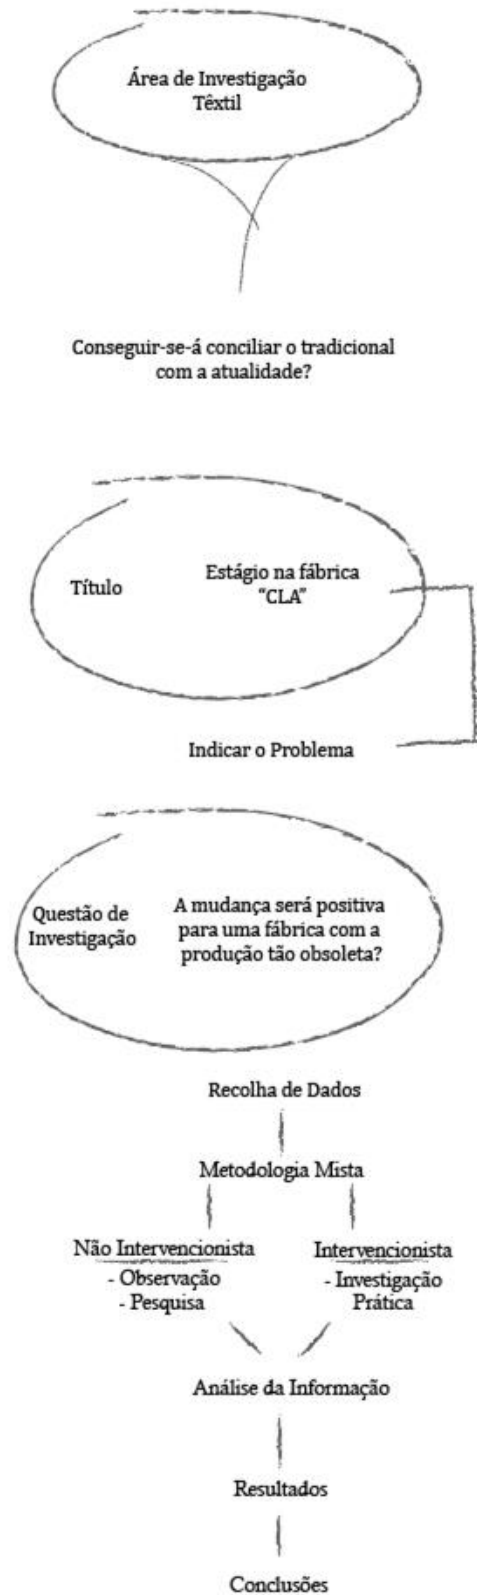 Área de Investigação
Têxtil
Conseguir-se-á conciliar o tradicional
com a atualidade?
Título
Estágio na fábrica
“CLA”
Indicar o Problema
Questão de
Investigação
A mudança será positiva
para uma fábrica com a
produção tão obsoleta?
Recolha de Dados
Metodologia Mista
Não Intervencionista
- Observação
- Pesquisa
Intervencionista
- Investigação
Prática
Análise da Informação
Resultados
Conclusões